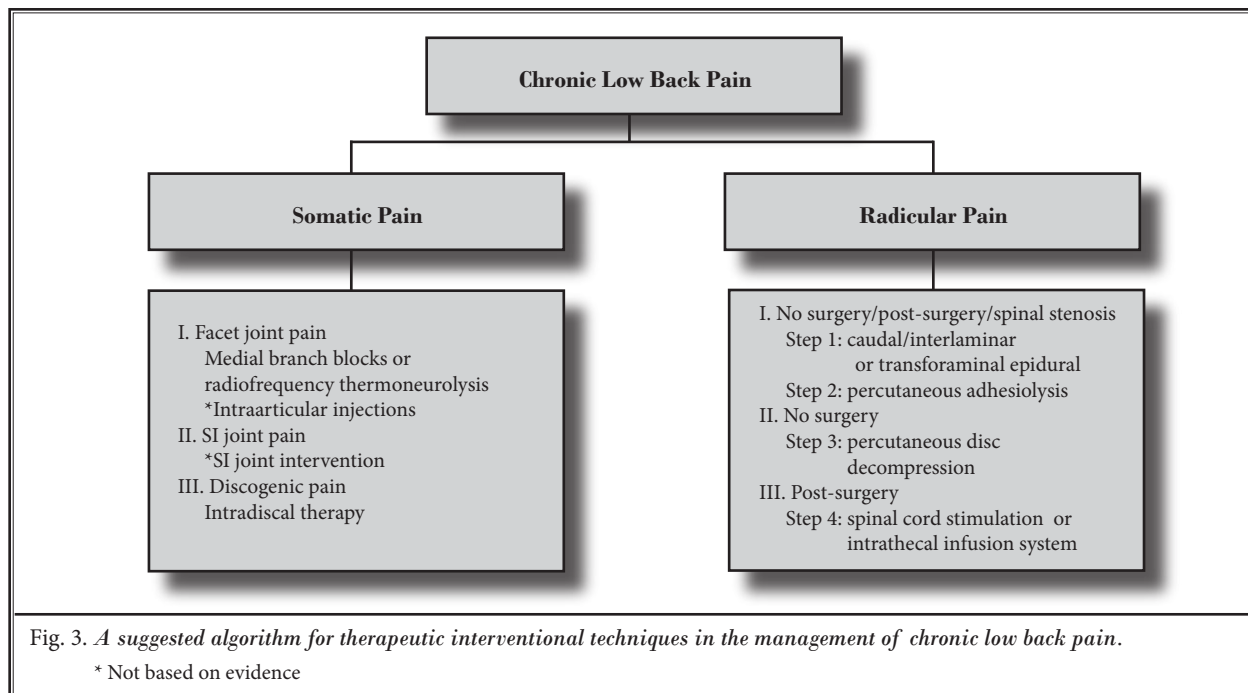 Chronic Low Back Pain
Somatic Pain
I. Facet joint pain
Medial branch blocks or
radiofrequency thermoneurolysis
*Intraarticular injections
II. SI joint pain
*SI joint intervention
III. Discogenic pain
Intradiscal therapy
Radicular Pain
I. No surgery/post-surgery/spinal stenosis
Step 1: caudal/interlaminar
or transforaminal epidural
Step 2: percutaneous adhesiolysis
II. No surgery
Step 3: percutaneous disc
decompression
III. Post-surgery
Step 4: spinal cord stimulation or
intrathecal infusion system
Fig. 3. A suggested algorithm for therapeutic interventional techniques in the management of chronic low back pain.
* Not based on evidence